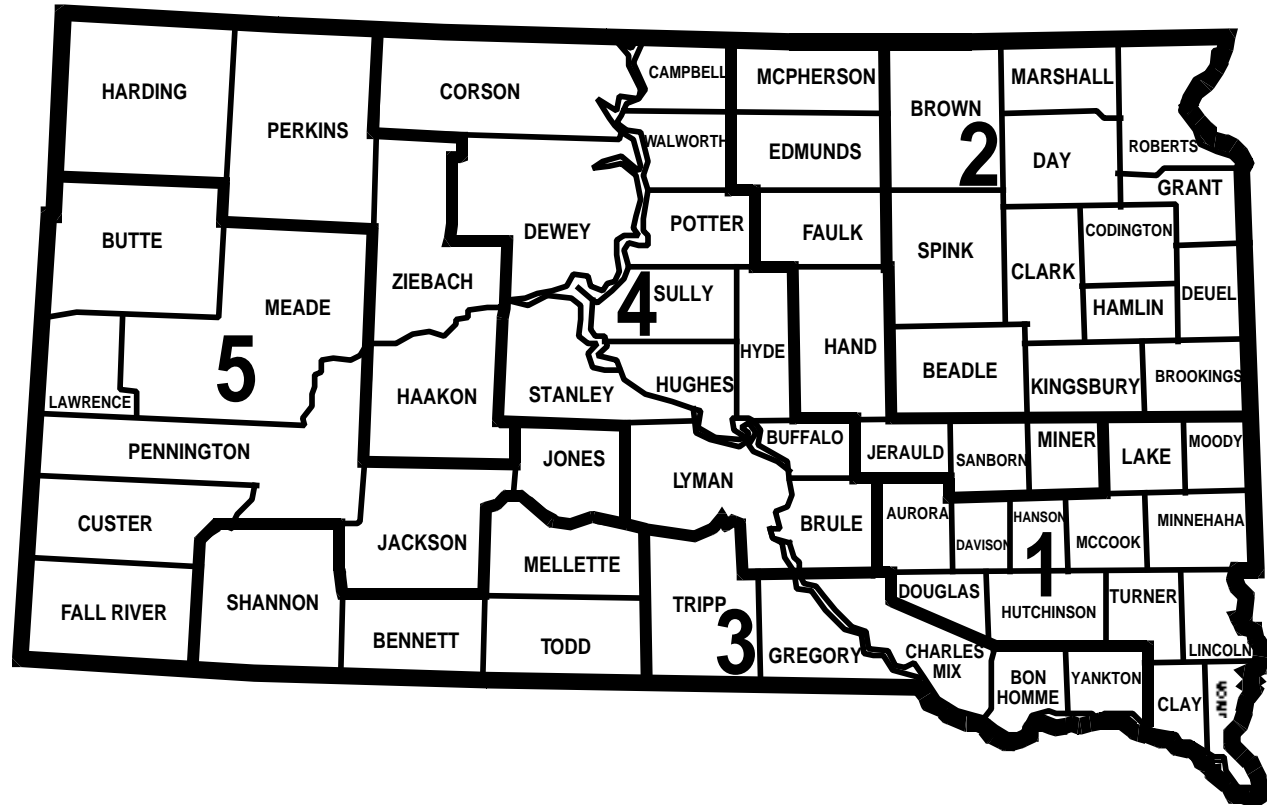 HARDING
PERKINS
CORSON
CAMPBELL
MCPHERSON
BROWN
MARSHALL
ROBERTS
WALWORTH
EDMUNDS
2
DAY
GRANT
BUTTE
DEWEY
POTTER
FAULK
SPINK
CODINGTON
CLARK
ZIEBACH
MEADE
4
SULLY
HAMLIN
DEUEL
5
HYDE
HAND
BEADLE
KINGSBURY
BROOKINGS
LAWRENCE
HAAKON
STANLEY
HUGHES
PENNINGTON
JONES
BUFFALO
JERAULD
SANBORN
MINER
LAKE
MOODY
LYMAN
CUSTER
JACKSON
BRULE
AURORA
DAVISON
HANSON
1
MCCOOK
MINNEHAHA
MELLETTE
FALL RIVER
SHANNON
BENNETT
TODD
TRIPP
3
GREGORY
DOUGLAS
HUTCHINSON
TURNER
LINCOLN
CHARLES
MIX
BON
HOMME
YANKTON
CLAY